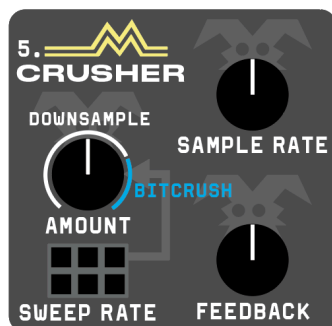 5.
CRUSHER
DOWNSAMPLE
SAMPLE RATE
BITCRUSH
AMOUNT
SWEEP RATE
FEEDBACK